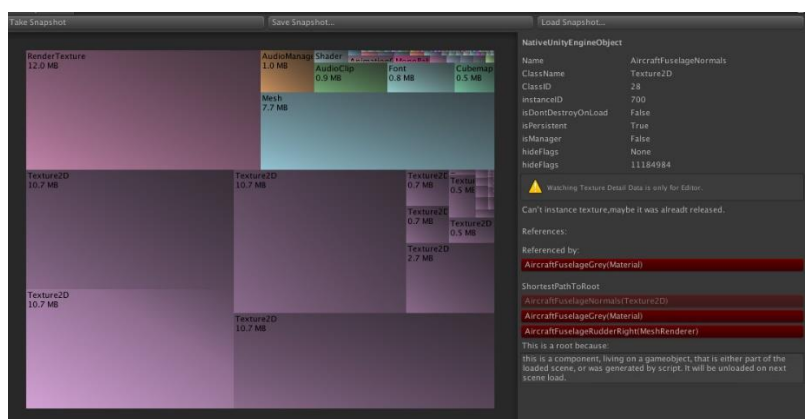 Take Snapshot
Save Snapshot...
Load Snapshot...
RenderTexture
12.0 MB
AudioManage
1.0 MB
Shader
AudioClip
0.9 MB
Font
0.8 MB
Cubemap
0.5 MB
Mesh
7.7 MB
Texture2D
10.7 MB
Texture2D
10.7 MB
Texture2D
0.7 MB
Textur
0.5 MB
Texture2D
0.7 MB
Texture2D
0.5 MB
Texture2D
2.7 MB
Texture2D
10.7 MB
Texture2D
10.7 MB
NativeUnityEngineObject
Name AircraftFuselageNormals
ClassName Texture2D
ClassID 28
instanceID 700
isDontDestroyOnLoad False
isPersistent True
isManager False
hideFlags None
hideFlags 11184984
Watching Texture Detail Data is only for Editor.
Can't instance texture,maybe it was alreadt released.
References:
Referenced by:
AircraftFuselageGrey(Material)
ShortestPathToRoot
AircraftFuselageNormals(Texture2D)
AircraftFuselageGrey(Material)
AircraftFuselageRudderRight(MeshRenderer)
This is a root because:
this is a component, living on a gameobject, that is either part of the
loaded scene, or was generated by script. It will be unloaded on next
scene load.